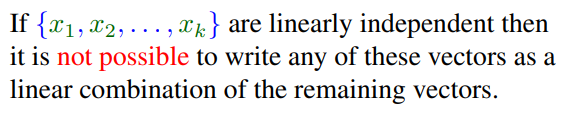 If {x₁, x₂, . . . , xₖ} are linearly independent then
it is not possible to write any of these vectors as a
linear combination of the remaining vectors.